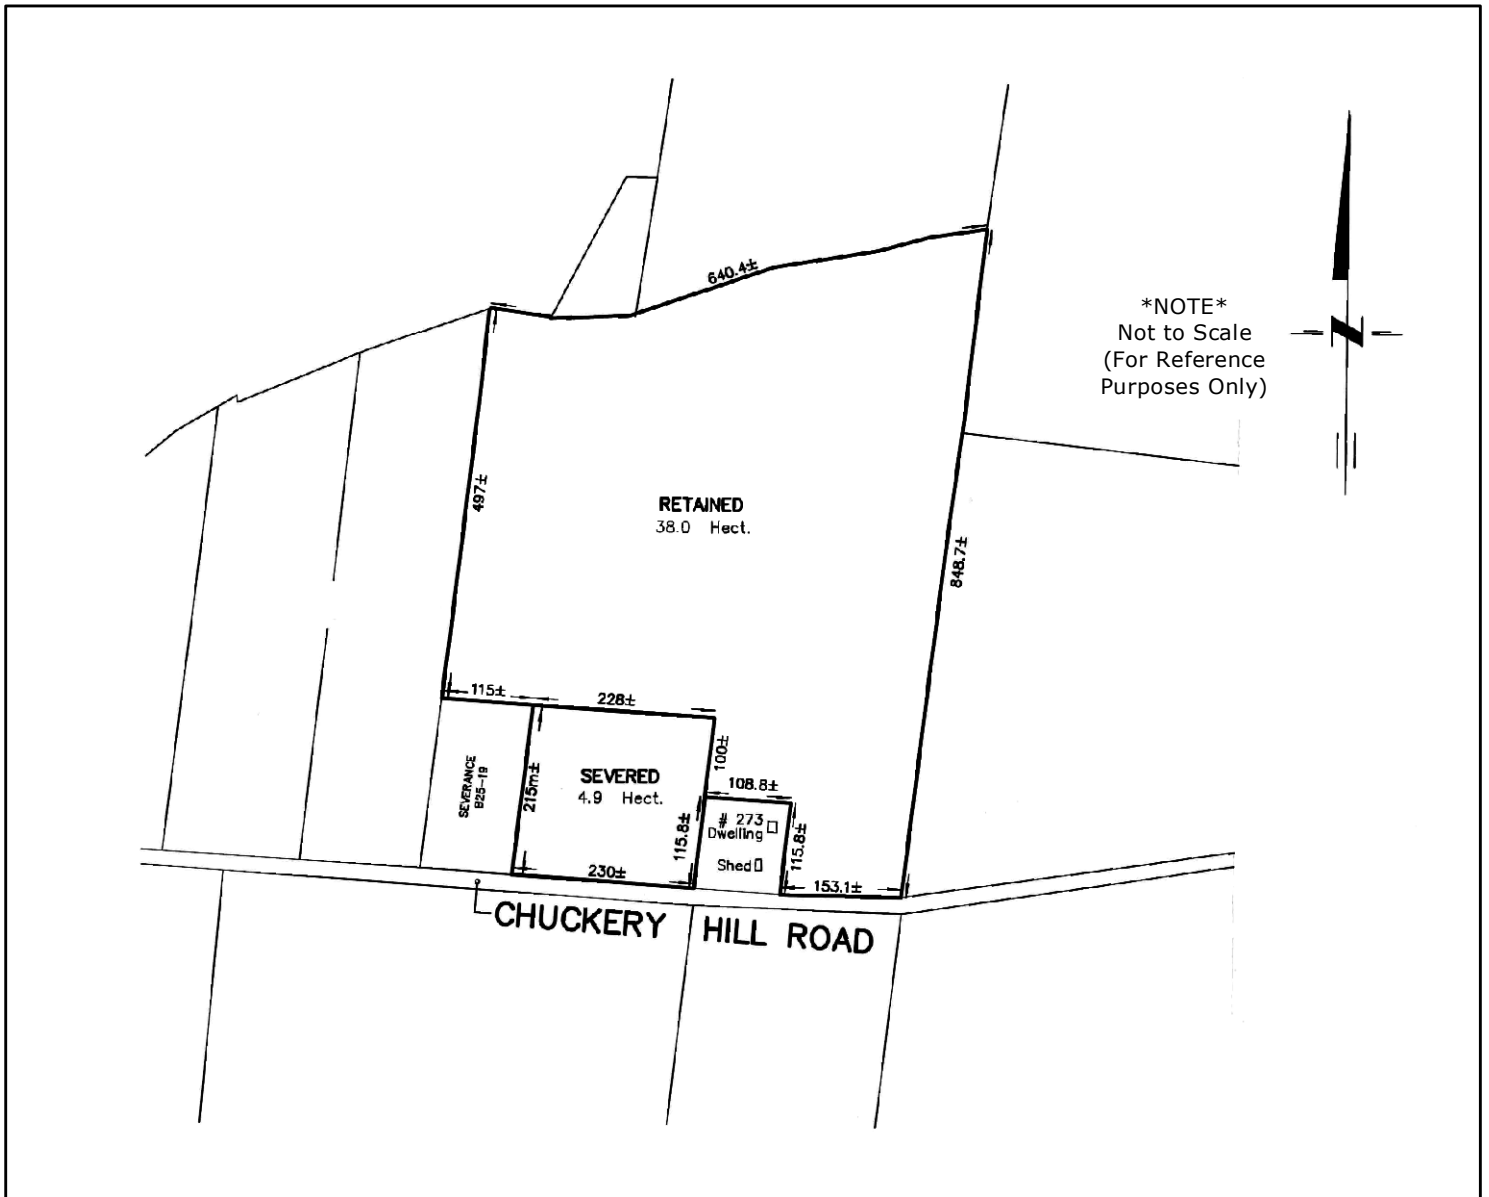 640.4±
*NOTE*
Not to Scale
(For Reference
Purposes Only)
N
497±
RETAINED
38.0 Hect.
848.7±
115±
228±
100±
SEVERANCE
B25-19
215m±
SEVERED
4.9 Hect.
108.8±
# 273
Dwelling
Shed
115.8±
115.8±
230±
153.1±
CHUCKERY HILL ROAD